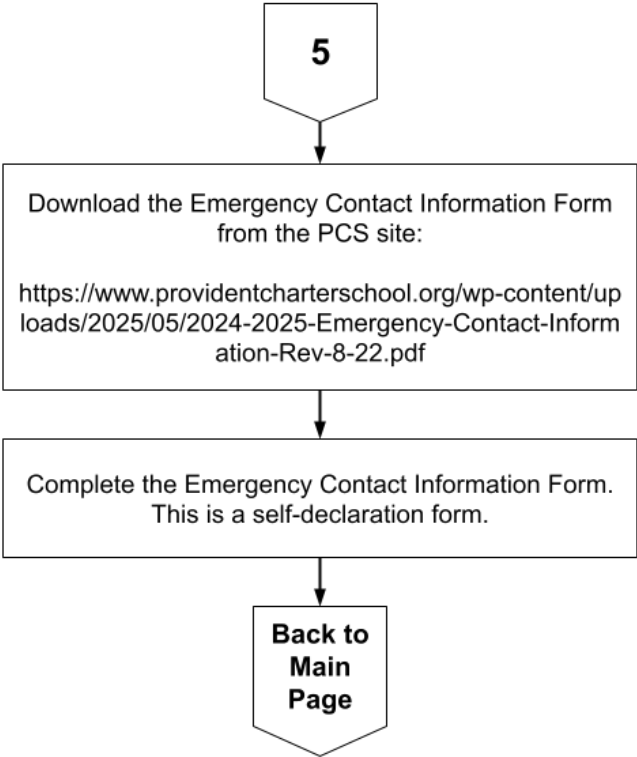 5
Download the Emergency Contact Information Form
from the PCS site:
https://www.providentcharterschool.org/wp-content/up
loads/2025/05/2024-2025-Emergency-Contact-Inform
ation-Rev-8-22.pdf
Complete the Emergency Contact Information Form.
This is a self-declaration form.
Back to
Main
Page